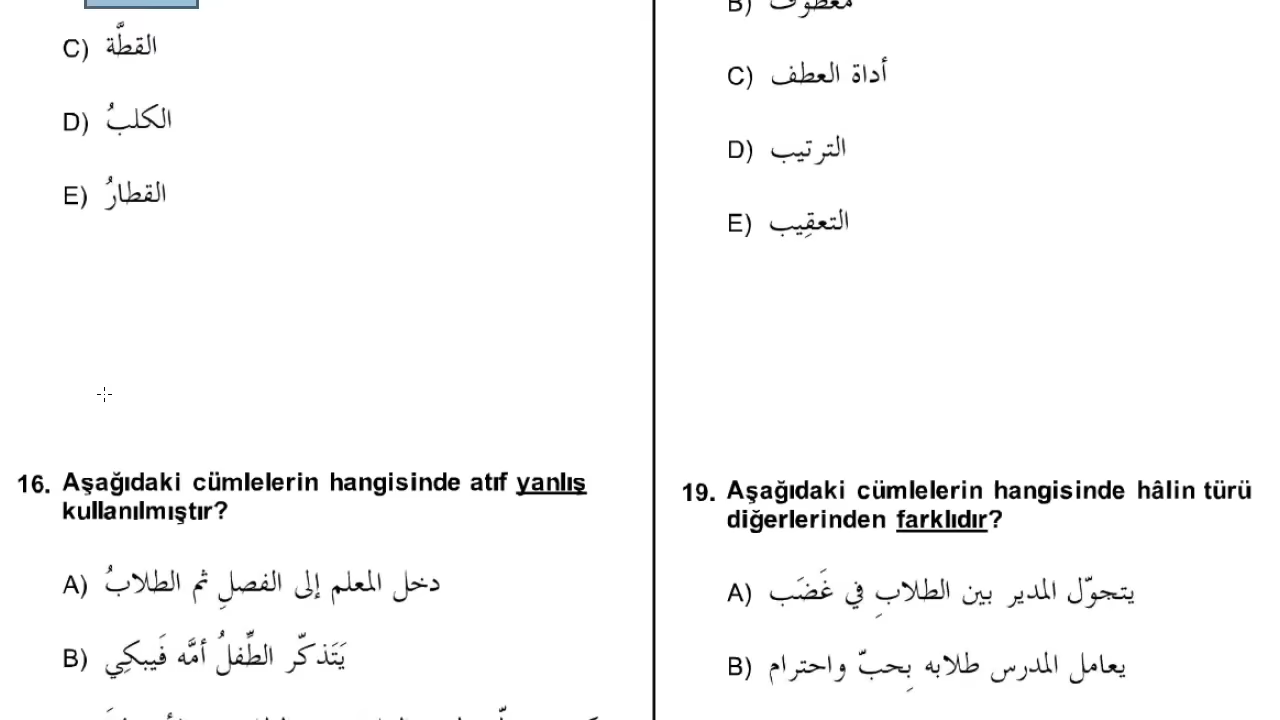 C) القطَّة
D) الكلبُ
E) القطارُ
16. Aşağıdaki cümlelerin hangisinde atıf yanlış
kullanılmıştır?
A) دخل المعلم إلى الفصلِ ثم الطلابُ
B) يَتَذكّر الطِّفلُ أمَّه فَيبكِي
B) معطوف
C) أداة العطف
D) الترتيب
E) التعقِيب
19. Aşağıdaki cümlelerin hangisinde hâlin türü
diğerlerinden farklıdır?
A) يتجوّل المدير بين الطلابِ في غَضَب
B) يعامل المدرس طلابه بِحبّ واحترام